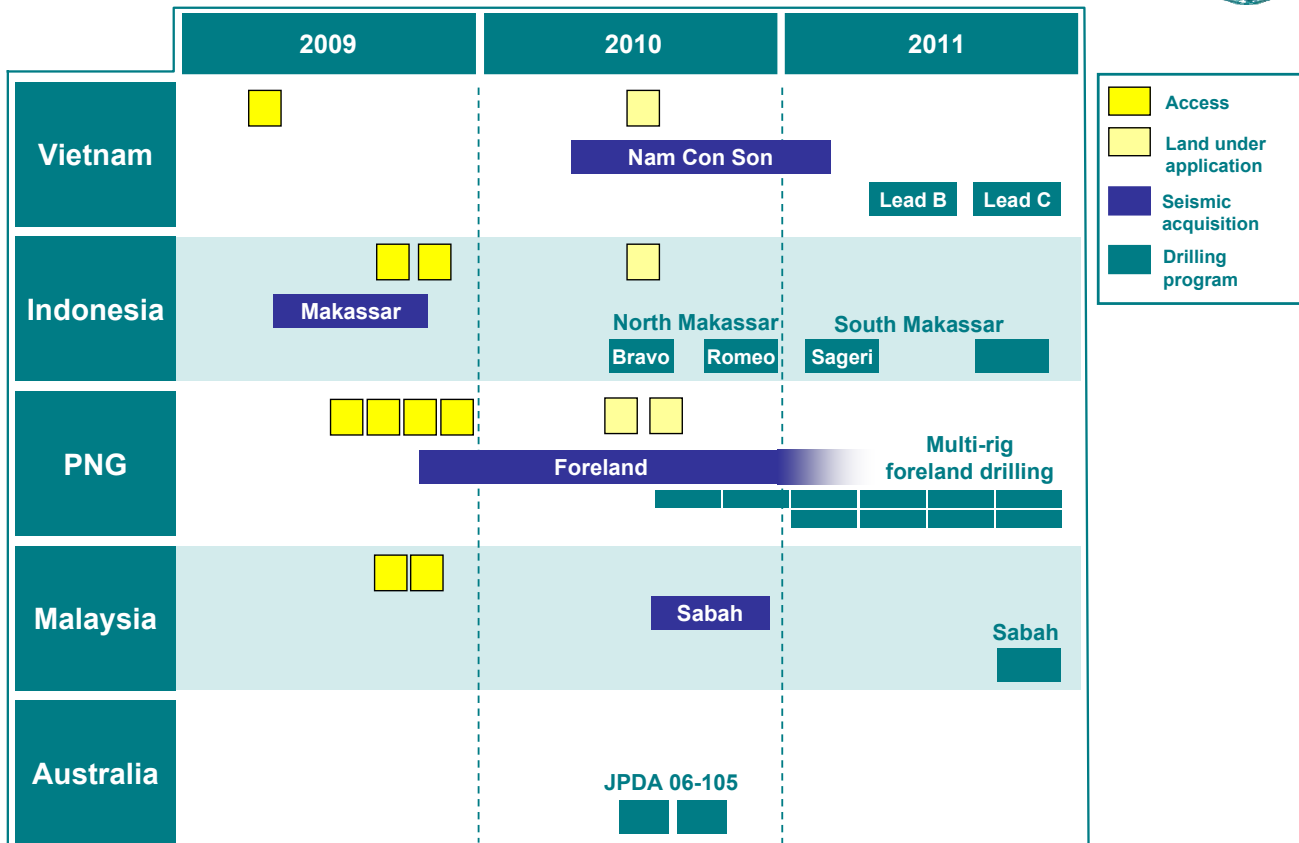 2009
2010
2011
Access
Land under
application
Seismic
acquisition
Drilling
program
Vietnam
Nam Con Son
Lead B
Lead C
Indonesia
Makassar
North Makassar
South Makassar
Bravo
Romeo
Sageri
PNG
Foreland
Multi-rig
foreland drilling
Malaysia
Sabah
Sabah
Australia
JPDA 06-105